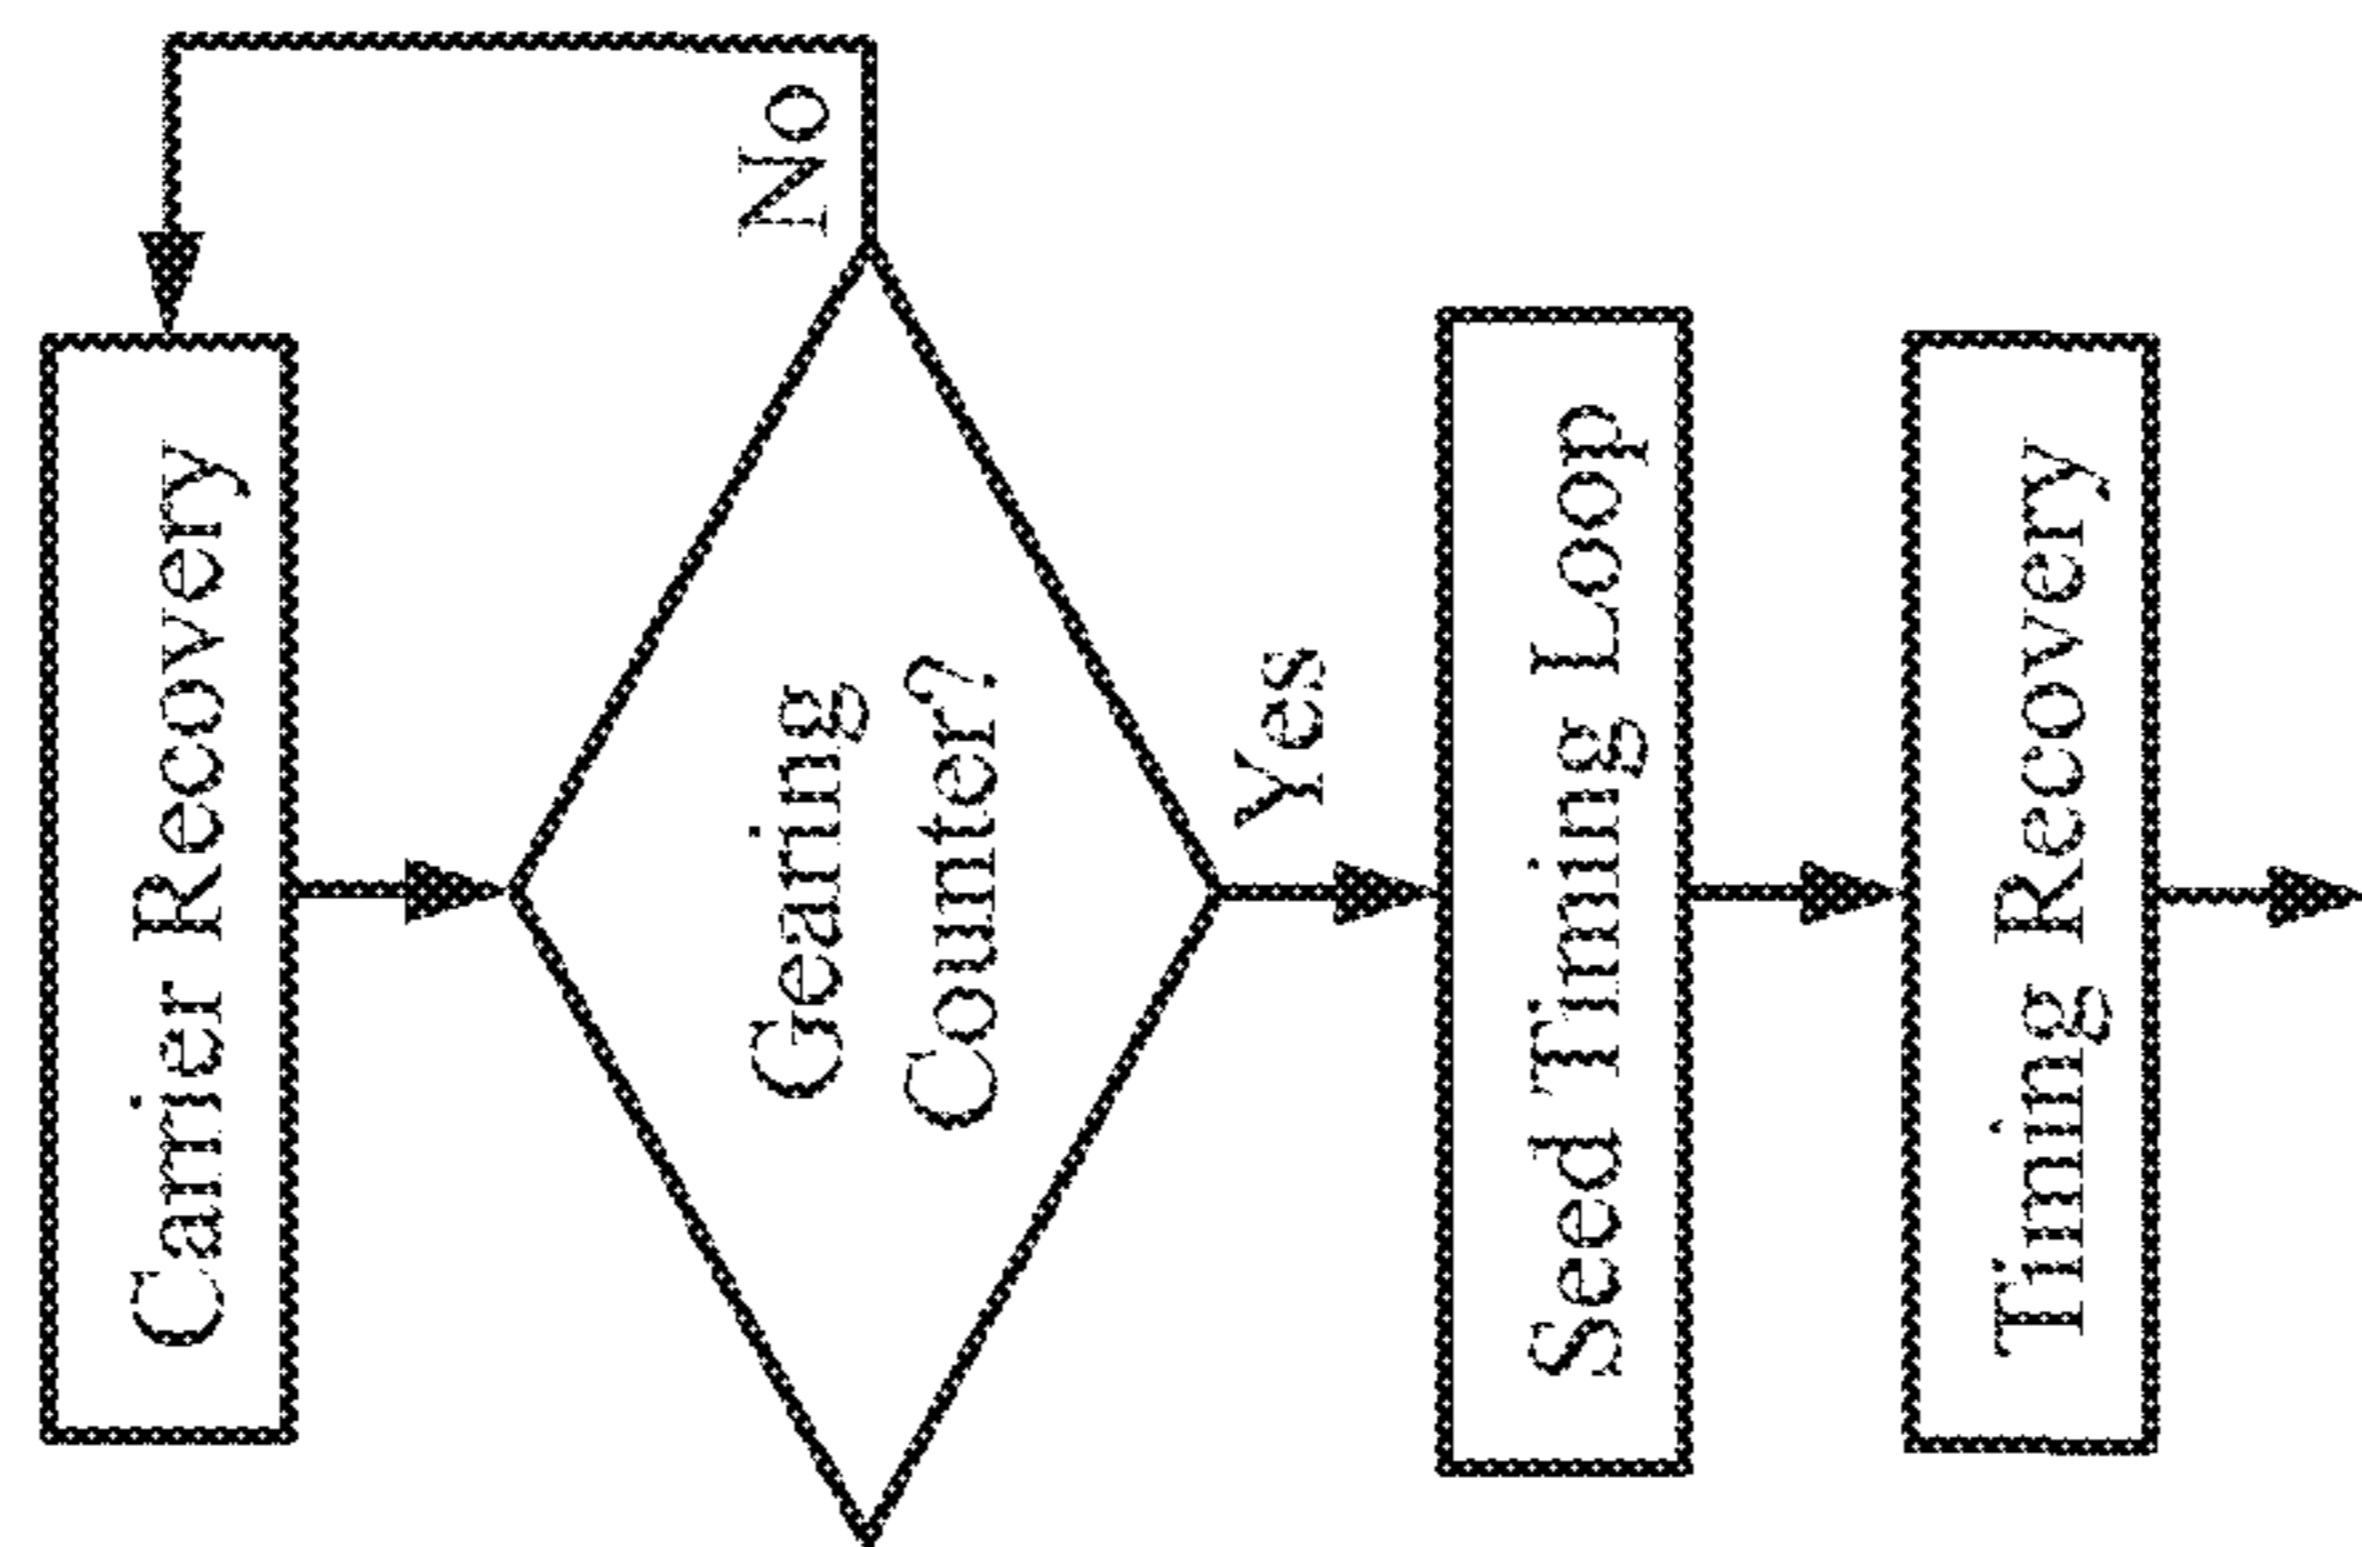 Carrier Recovery
No
Gearing
Counter?
Yes
Seed Timing Loop
Timing Recovery